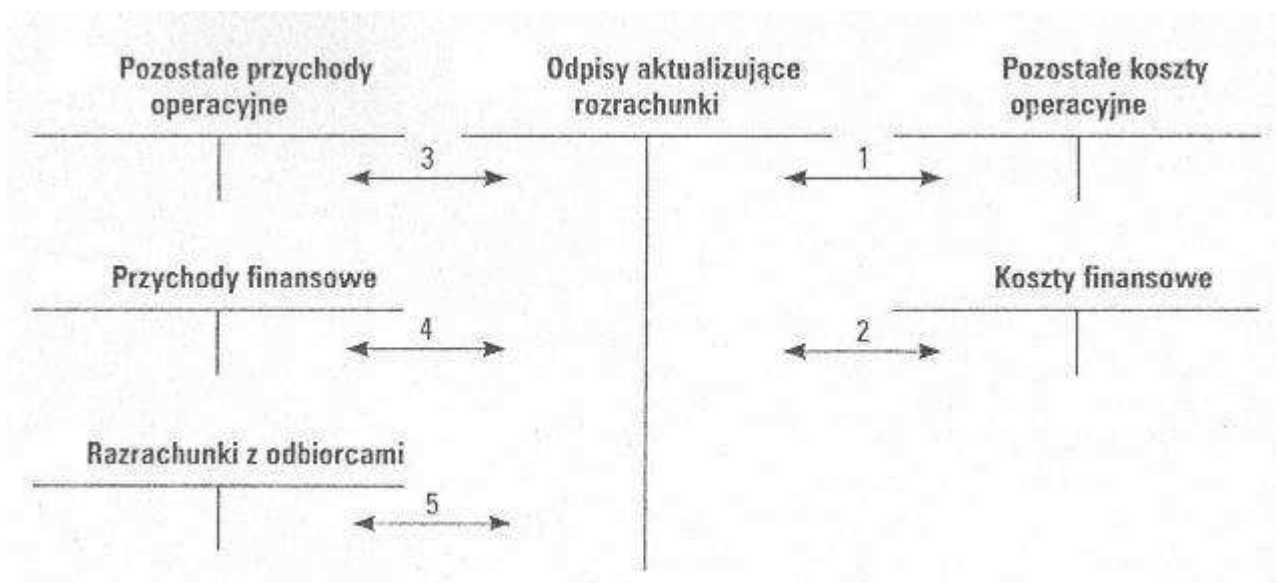 Pozostałe przychody
operacyjne
Odpisy aktualizujące
rozrachunki
Pozostałe koszty
operacyjne
3
1
Przychody finansowe
Koszty finansowe
4
2
Razrachunki z odbiorcami
5